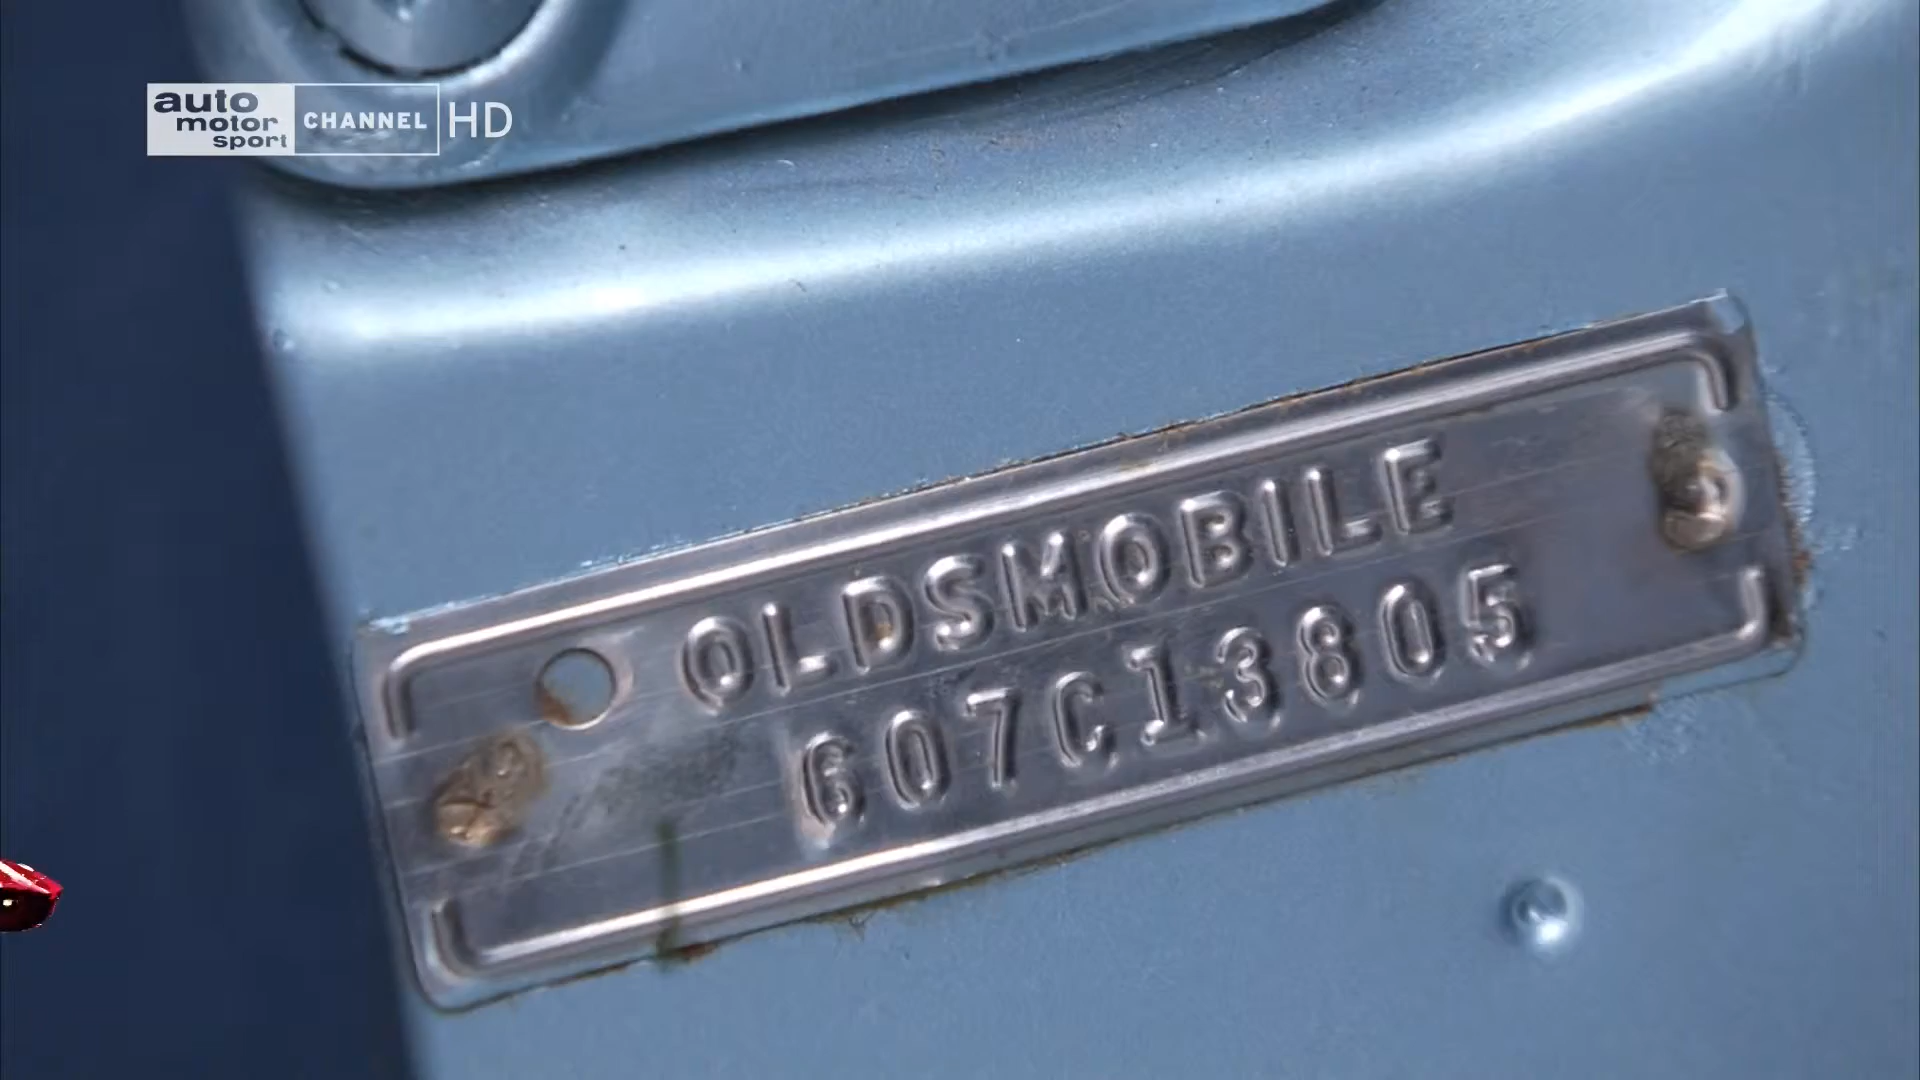 auto
motor
sport
CHANNEL HD
OLDSMOBILE
607C13805